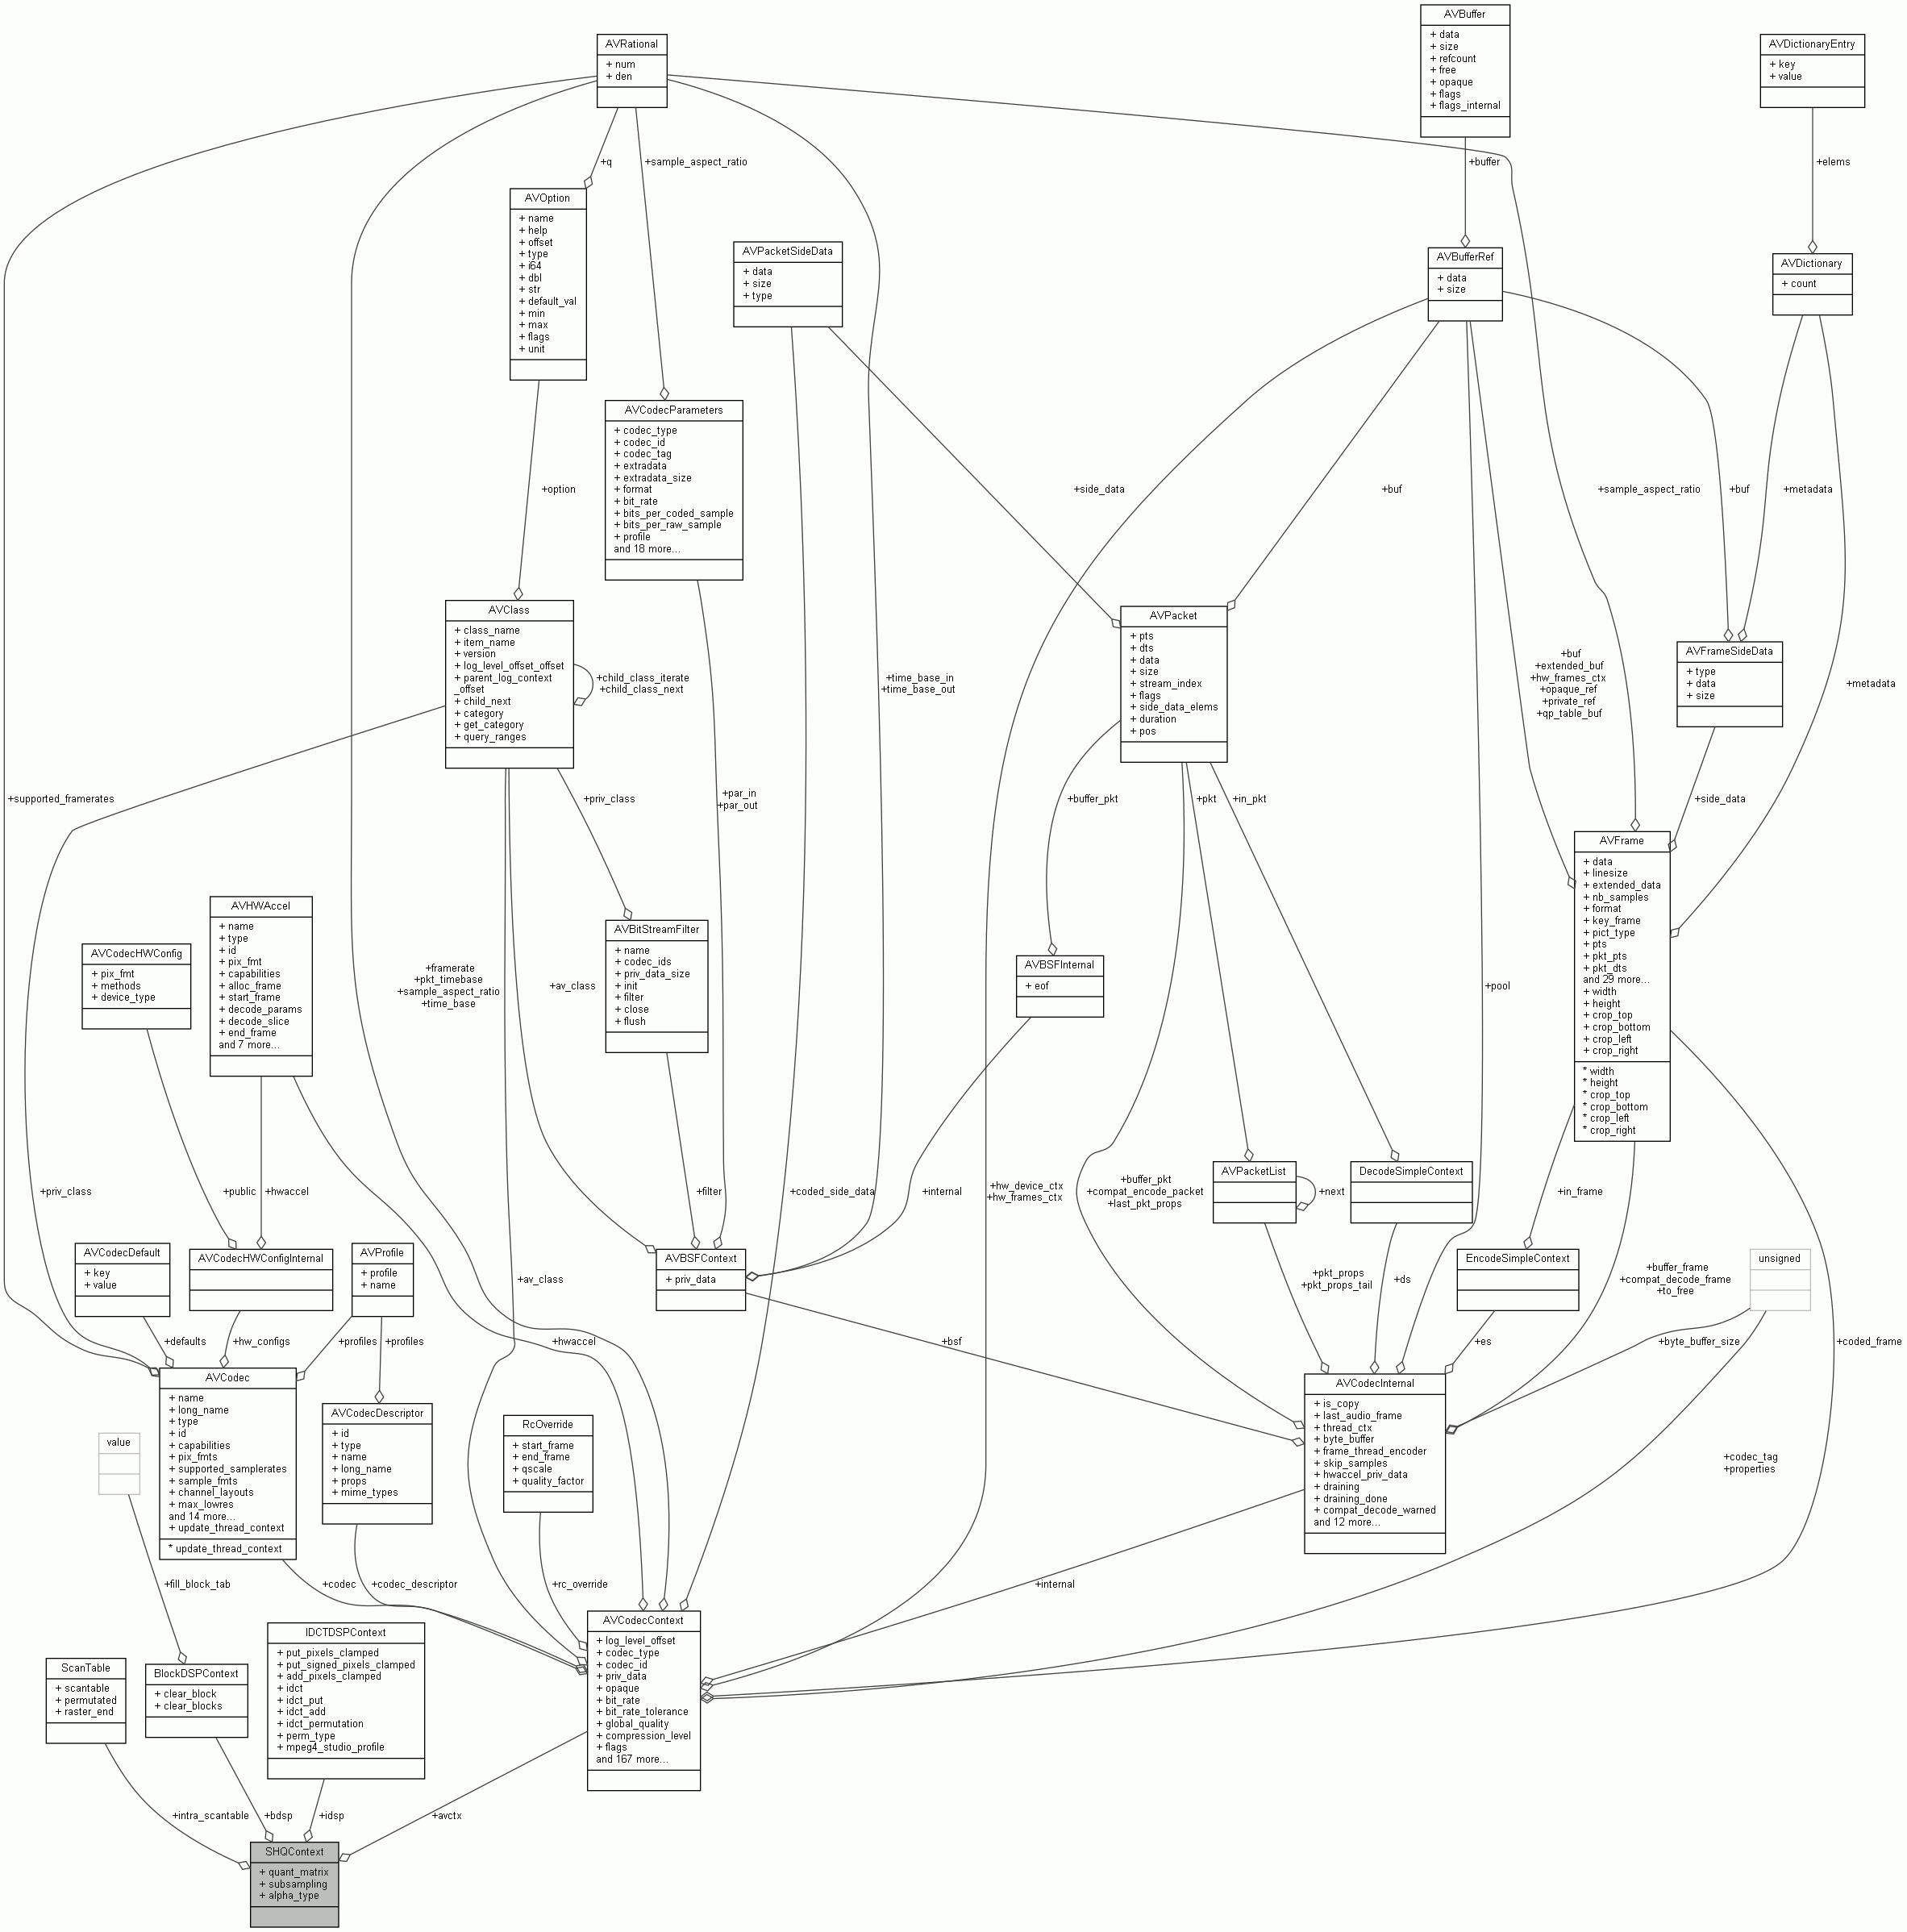 AVBuffer
+ data
+ size
+ refcount
+ free
+ opaque
+ flags
+ flags_internal
AVRational
+ num
+ den
AVDictionaryEntry
+ key
+ value
+q
+sample_aspect_ratio
+buffer
+elems
AVOption
+ name
+ help
+ offset
+ type
+ i64
+ dbl
+ str
+ default_val
+ min
+ max
+ flags
+ unit
AVPacketSideData
+ data
+ size
+ type
AVBufferRef
+ data
+ size
AVDictionary
+ count
AVCodecParameters
+ codec_type
+ codec_id
+ codec_tag
+ extradata
+ extradata_size
+ format
+ bit_rate
+ bits_per_coded_sample
+ bits_per_raw_sample
+ profile
and 18 more...
+option
+side_data
+buf
+sample_aspect_ratio
+buf
+metadata
AVClass
+ class_name
+ item_name
+ version
+ log_level_offset_offset
+ parent_log_context
_offset
+ child_next
+ category
+ get_category
+ query_ranges
+child_class_iterate
+child_class_next
+time_base_in
+time_base_out
AVPacket
+ pts
+ dts
+ data
+ size
+ stream_index
+ flags
+ side_data_elems
+ duration
+ pos
+buf
+extended_buf
+hw_frames_ctx
+opaque_ref
+private_ref
+qp_table_buf
AVFrameSideData
+ type
+ data
+ size
+metadata
+supported_framerates
+priv_class
+par_in
+par_out
+buffer_pkt
+pkt
+in_pkt
+side_data
AVFrame
+ data
+ linesize
+ extended_data
+ nb_samples
+ format
+ key_frame
+ pict_type
+ pts
+ pkt_pts
+ pkt_dts
and 29 more...
+ width
+ height
+ crop_top
+ crop_bottom
+ crop_left
+ crop_right
* width
* height
* crop_top
* crop_bottom
* crop_left
* crop_right
AVHWAccel
+ name
+ type
+ id
+ pix_fmt
+ capabilities
+ alloc_frame
+ start_frame
+ decode_params
+ decode_slice
+ end_frame
and 7 more...
AVCodecHWConfig
+ pix_fmt
+ methods
+ device_type
AVBitStreamFilter
+ name
+ codec_ids
+ priv_data_size
+ init
+ filter
+ close
+ flush
+framerate
+pkt_timebase
+sample_aspect_ratio
+time_base
+av_class
AVBSFInternal
+ eof
+pool
+priv_class
+public
+hwaccel
+filter
+coded_side_data
+internal
+hw_device_ctx
+hw_frames_ctx
+buffer_pkt
+compat_encode_packet
+last_pkt_props
AVPacketList
+next
DecodeSimpleContext
+in_frame
AVCodecDefault
+ key
+ value
AVCodecHWConfigInternal
AVProfile
+ profile
+ name
+av_class
AVBSFContext
+ priv_data
+pkt_props
+pkt_props_tail
+ds
EncodeSimpleContext
+buffer_frame
+compat_decode_frame
+to_free
unsigned
+defaults
+hw_configs
+profiles
+profiles
+hwaccel
+bsf
+es
+byte_buffer_size
+coded_frame
AVCodec
+ name
+ long_name
+ type
+ id
+ capabilities
+ pix_fmts
+ supported_samplerates
+ sample_fmts
+ channel_layouts
+ max_lowres
and 14 more...
+ update_thread_context
* update_thread_context
AVCodecDescriptor
+ id
+ type
+ name
+ long_name
+ props
+ mime_types
RcOverride
+ start_frame
+ end_frame
+ qscale
+ quality_factor
AVCodecInternal
+ is_copy
+ last_audio_frame
+ thread_ctx
+ byte_buffer
+ frame_thread_encoder
+ skip_samples
+ hwaccel_priv_data
+ draining
+ draining_done
+ compat_decode_warned
and 12 more...
value
+codec_tag
+properties
+fill_block_tab
+codec
+codec_descriptor
+rc_override
+internal
ScanTable
+ scantable
+ permutated
+ raster_end
BlockDSPContext
+ clear_block
+ clear_blocks
IDCTDSPContext
+ put_pixels_clamped
+ put_signed_pixels_clamped
+ add_pixels_clamped
+ idct
+ idct_put
+ idct_add
+ idct_permutation
+ perm_type
+ mpeg4_studio_profile
AVCodecContext
+ log_level_offset
+ codec_type
+ codec_id
+ priv_data
+ opaque
+ bit_rate
+ bit_rate_tolerance
+ global_quality
+ compression_level
+ flags
and 167 more...
+intra_scantable
+bdsp
+idsp
+avctx
SHQContext
+ quant_matrix
+ subsampling
+ alpha_type